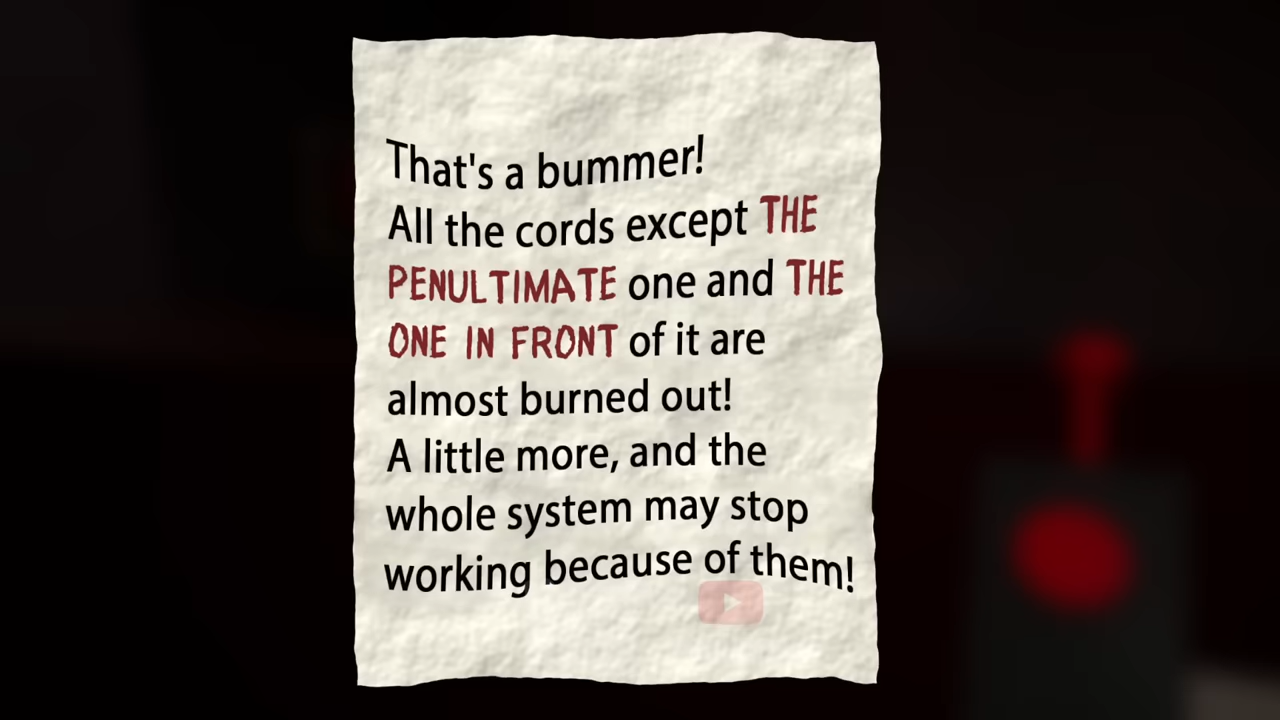 That's a bummer!
All the cords except THE
PENULTIMATE one and THE
ONE IN FRONT of it are
almost burned out!
A little more, and the
whole system may stop
working because of them!